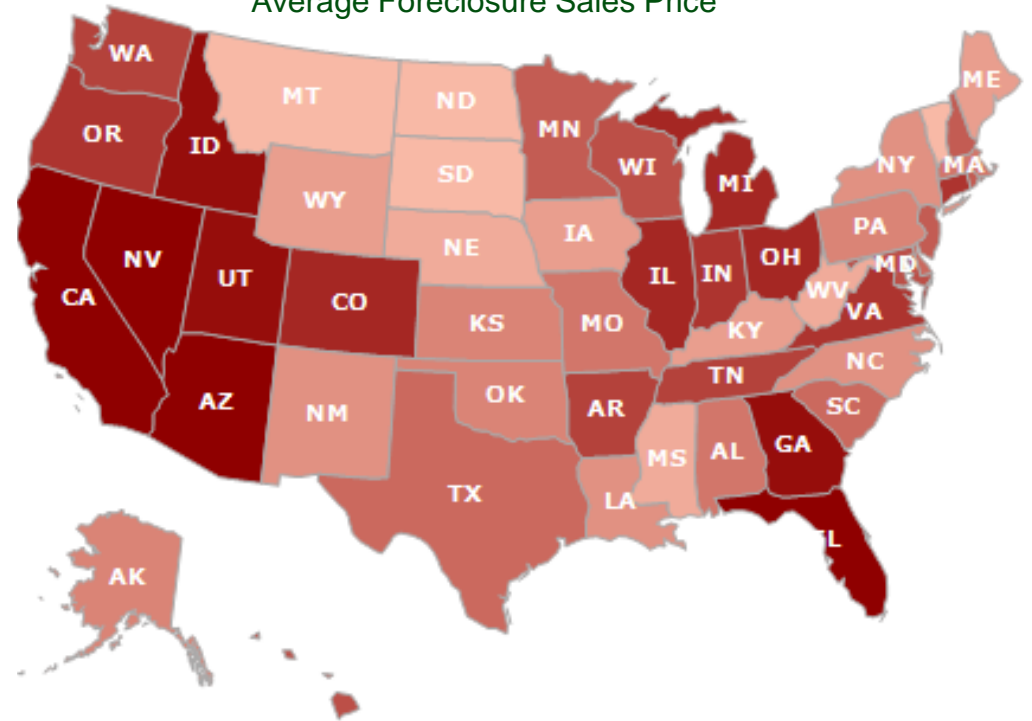 Average Foreclosure Sales Price
WA
MT
ND
MN
ME
OR
ID
WI
NY
MA
SD
MI
WY
PA
NE
IA
NV
UT
IL
IN
OH
MD
CA
CO
WV
VA
KS
MO
KY
NC
TN
AZ
NM
OK
AR
SC
MS
AL
GA
TX
LA
FL
AK